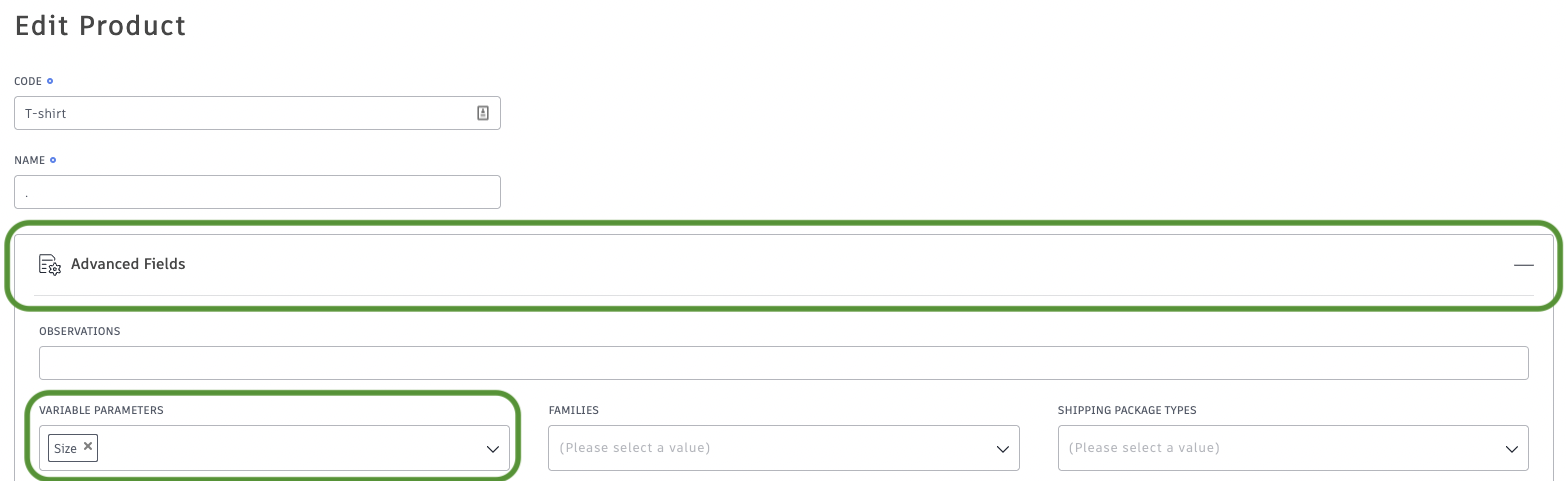 Edit Product
CODE
T-shirt
NAME
.
Advanced Fields
OBSERVATIONS
VARIABLE PARAMETERS FAMILIES SHIPPING PACKAGE TYPES
Size × (Please select a value) (Please select a value)